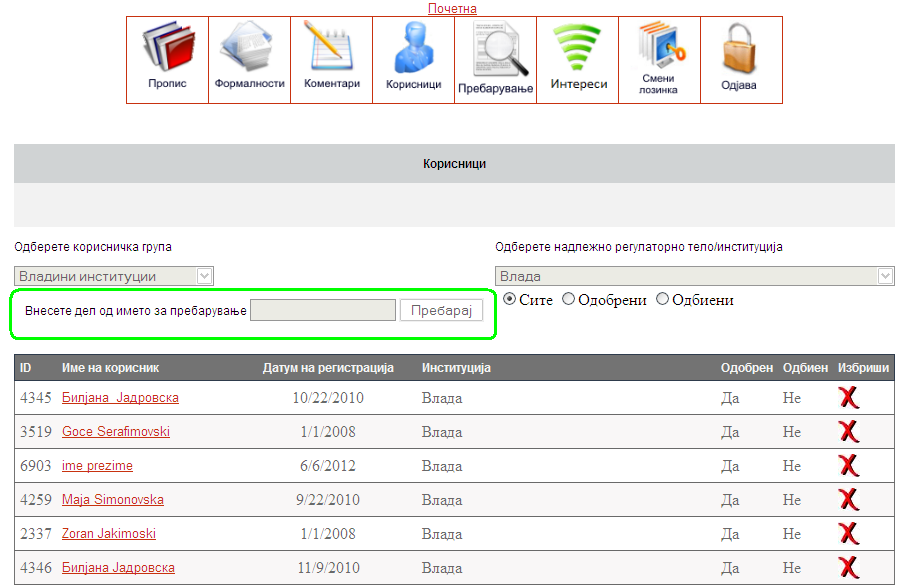 Почетна
Пропис Формалности Коментари Корисници Пребарување Интереси Смени лозинка Одјава
Корисници
Одберете корисничка група Одберете надлежно регулаторно тело/институција
Владини институции Влада
Внесете дел од името за пребарување Пребарај Сите Одобрени Одбиени
ID Име на корисник Датум на регистрација Институција Одобрен Одбиен Избриши
4345 Билјана Јадровска 10/22/2010 Влада Да Не
3519 Goce Serafimovski 1/1/2008 Влада Да Не
6903 ime prezime 6/6/2012 Влада Да Не
4259 Maja Simonovska 9/22/2010 Влада Да Не
2337 Zoran Jakimoski 1/1/2008 Влада Да Не
4346 Билјана Јадровска 11/9/2010 Влада Да Не